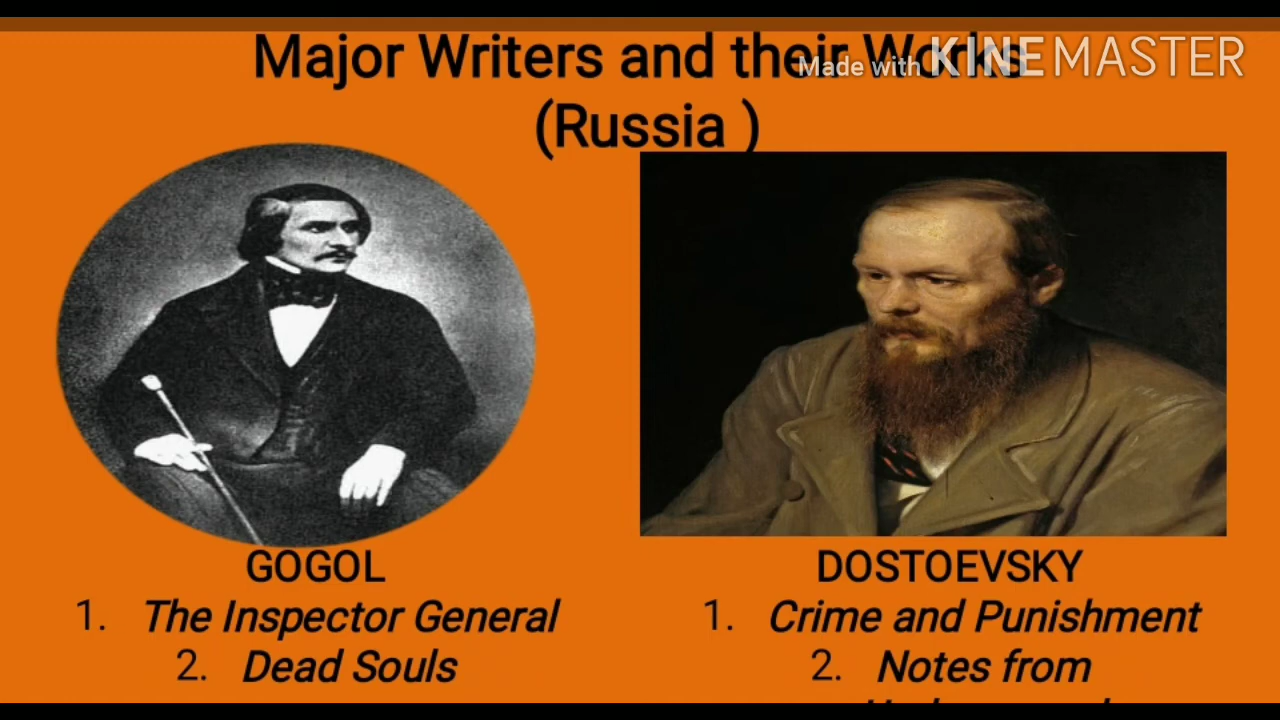 Major Writers and their Works
Made with KINEMASTER
(Russia )
GOGOL
1. The Inspector General
2. Dead Souls
DOSTOEVSKY
1. Crime and Punishment
2. Notes from